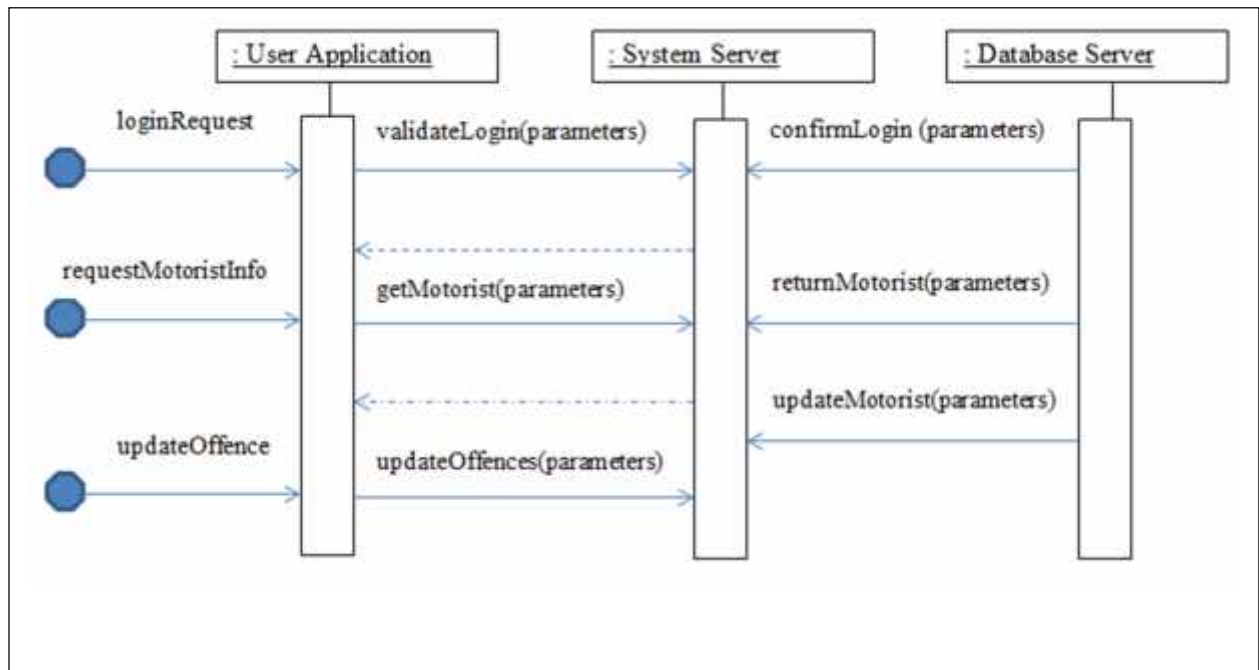 : User Application
: System Server
: Database Server
loginRequest
validateLogin(parameters)
confirmLogin (parameters)
requestMotoristInfo
getMotorist(parameters)
returnMotorist(parameters)
updateMotorist(parameters)
updateOffence
updateOffences(parameters)